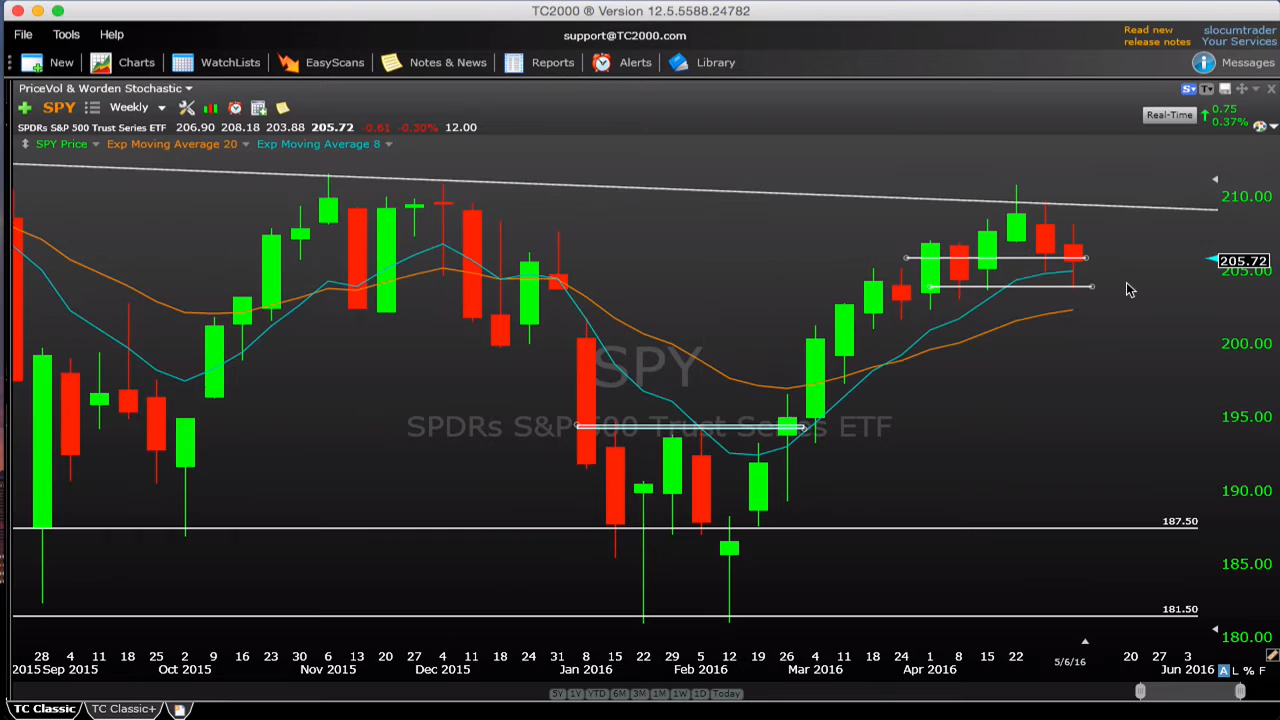 TC2000 ® Version 12.5.5588.24782
File Tools Help support@TC2000.com Read new release notes slocumtrader Your Services
New Charts WatchLists EasyScans Notes & News Reports Alerts Library Messages
PriceVol & Worden Stochastic S T
SPY Weekly Real-Time 0.75 0.37%
SPDRs S&P 500 Trust Series ETF 206.90 208.18 203.88 205.72 -0.61 -0.30% 12.00
SPY Price Exp Moving Average 20 Exp Moving Average 8
210.00
205.72
205.00
200.00
SPY
SPDRs S&P 500 Trust Series ETF
195.00
190.00
187.50
185.00
181.50
180.00
28 4 11 18 25 2 9 16 23 30 6 13 20 27 4 11 18 24 31 8 15 22 29 5 12 19 26 4 11 18 24 1 8 15 22 5/6/16 20 27 3
2015 Sep 2015 Oct 2015 Nov 2015 Dec 2015 Jan 2016 Feb 2016 Mar 2016 Apr 2016 Jun 2016 A L % F
5Y 1Y YTD 6M 3M 1M 1W 1D Today
TC Classic TC Classic+